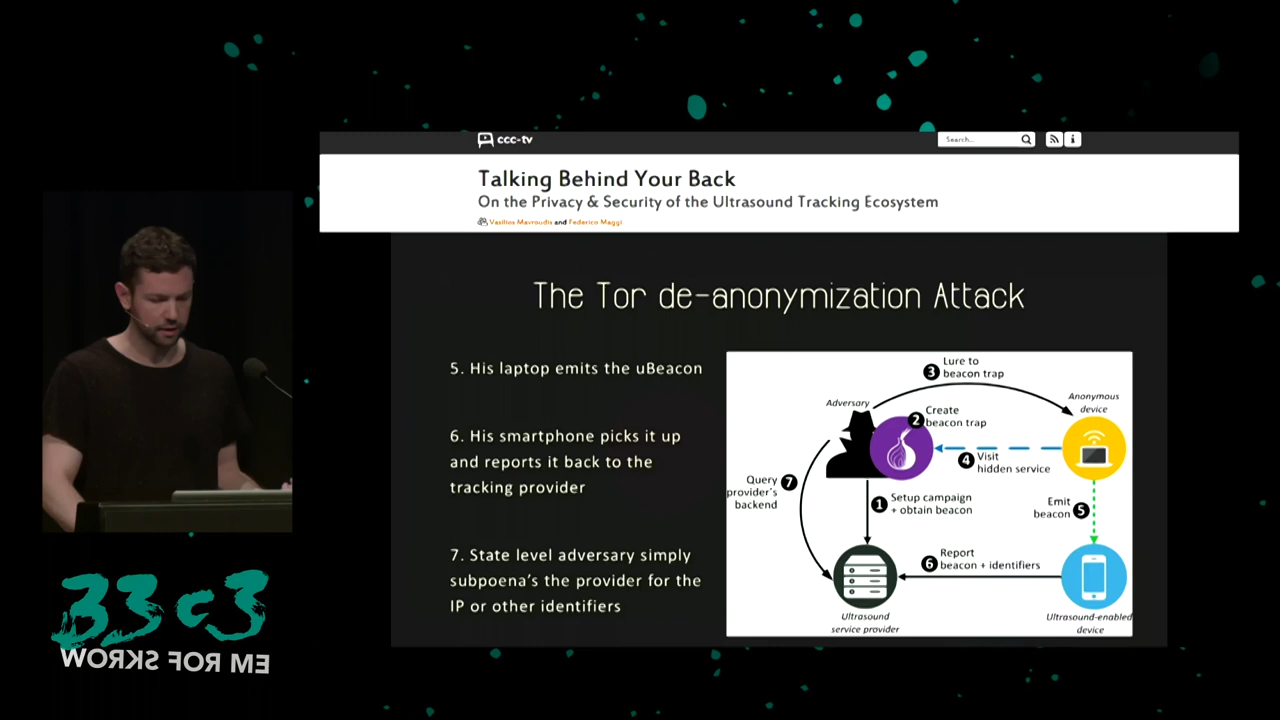 ccc-tv
Search...
Talking Behind Your Back
On the Privacy & Security of the Ultrasound Tracking Ecosystem
Vasilios Mavroudis and Federico Maggi
The Tor de-anonymization Attack
5. His laptop emits the uBeacon
6. His smartphone picks it up
and reports it back to the
tracking provider
7. State level adversary simply
subpoena's the provider for the
IP or other identifiers
3 Lure to
beacon trap
Adversary
Anonymous
device
2 Create
beacon trap
4 Visit
hidden service
Query 7
provider's
backend
1 Setup campaign
+ obtain beacon
Emit
beacon 5
6 Report
beacon + identifiers
Ultrasound
service provider
Ultrasound-enabled
device
33c3
WORKS FOR ME